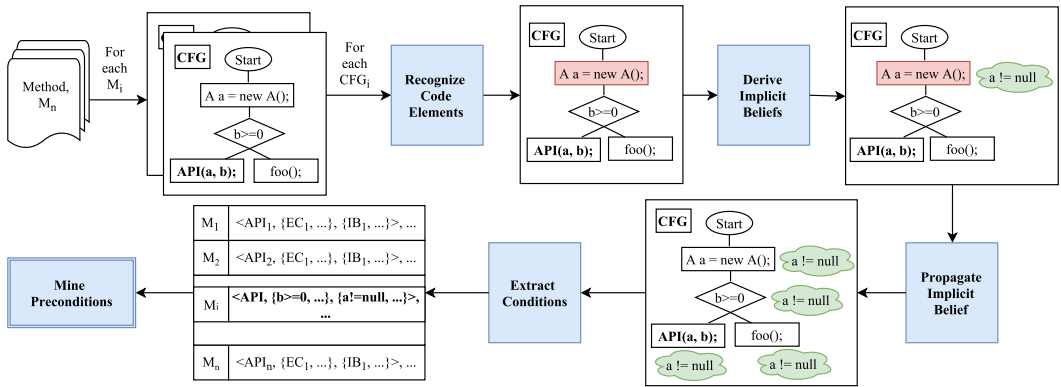 Method,
Mn
For
each
Mi
CFG
Start
A a = new A();
b>=0
API(a, b);
foo();
For
each
CFGi
Recognize
Code
Elements
CFG
Start
A a = new A();
b>=0
API(a, b);
foo();
Derive
Implicit
Beliefs
CFG
Start
A a = new A();
a != null
b>=0
API(a, b);
foo();
Propagate
Implicit
Belief
CFG
Start
A a = new A();
a != null
b>=0
a != null
API(a, b);
foo();
a != null
a != null
Extract
Conditions
M1 <API1, {EC1, ...}, {IB1, ...}>, ...
M2 <API2, {EC1, ...}, {IB1, ...}>, ...
Mi <API, {b>=0, ...}, {a!=null, ...}>,
...
Mn <APIn, {EC1, ...}, {IB1, ...}>, ...
Mine
Preconditions